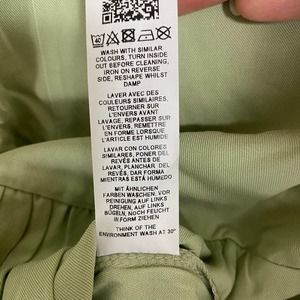 40
WASH WITH SIMILAR
COLOURS, TURN INSIDE
OUT BEFORE CLEANING,
IRON ON REVERSE
SIDE, RESHAPE WHILST
DAMP
LAVER AVEC DES
COULEURS SIMILAIRES,
RETOURNER SUR
L'ENVERS AVANT
LAVAGE, REPASSER SUR
L'ENVERS, REMETTRE
EN FORME LORSQUE
L'ARTICLE EST HUMIDE
LAVAR CON COLORES
SIMILARES, PONER DEL
REVÉS ANTES DE
LAVAR, PLANCHAR DEL
REVÉS, DAR FORMA
MIENTRAS ESTÁ HÚMEDO
MIT ÄHNLICHEN
FARBEN WASCHEN, VOR
REINIGUNG AUF LINKS
DREHEN, AUF LINKS
BÜGELN, NOCH FEUCHT
IN FORM ZIEHEN
THINK OF THE
ENVIRONMENT WASH AT 30°